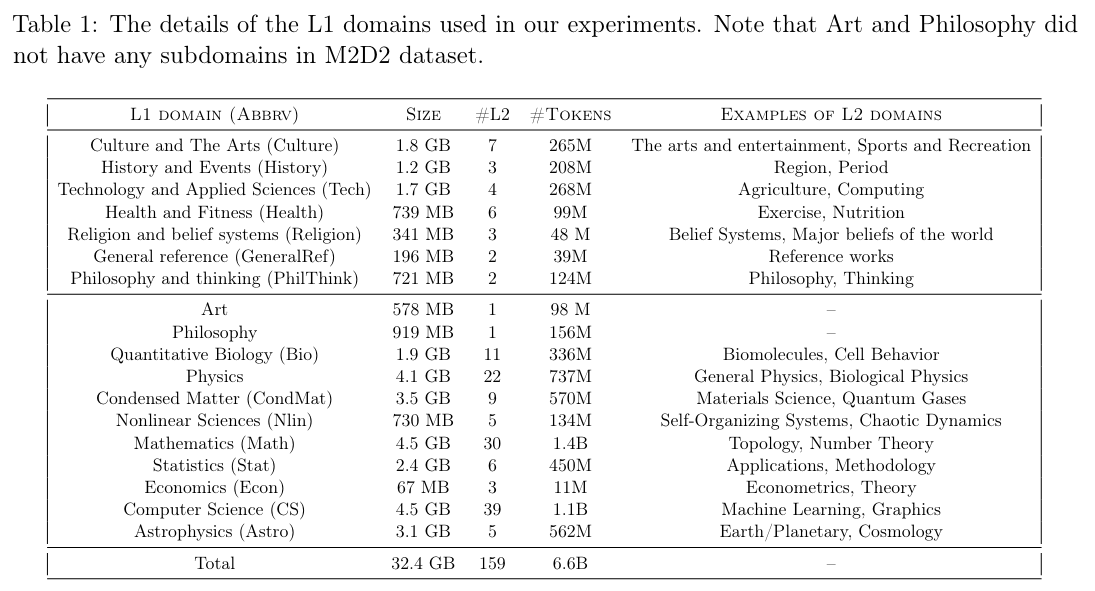 Table 1: The details of the L1 domains used in our experiments. Note that Art and Philosophy did
not have any subdomains in M2D2 dataset.
L1 DOMAIN (ABBRV) SIZE #L2 #TOKENS EXAMPLES OF L2 DOMAINS
Culture and The Arts (Culture) 1.8 GB 7 265M The arts and entertainment, Sports and Recreation
History and Events (History) 1.2 GB 3 208M Region, Period
Technology and Applied Sciences (Tech) 1.7 GB 4 268M Agriculture, Computing
Health and Fitness (Health) 739 MB 6 99M Exercise, Nutrition
Religion and belief systems (Religion) 341 MB 3 48 M Belief Systems, Major beliefs of the world
General reference (GeneralRef) 196 MB 2 39M Reference works
Philosophy and thinking (PhilThink) 721 MB 2 124M Philosophy, Thinking
Art 578 MB 1 98 M –
Philosophy 919 MB 1 156M –
Quantitative Biology (Bio) 1.9 GB 11 336M Biomolecules, Cell Behavior
Physics 4.1 GB 22 737M General Physics, Biological Physics
Condensed Matter (CondMat) 3.5 GB 9 570M Materials Science, Quantum Gases
Nonlinear Sciences (Nlin) 730 MB 5 134M Self-Organizing Systems, Chaotic Dynamics
Mathematics (Math) 4.5 GB 30 1.4B Topology, Number Theory
Statistics (Stat) 2.4 GB 6 450M Applications, Methodology
Economics (Econ) 67 MB 3 11M Econometrics, Theory
Computer Science (CS) 4.5 GB 39 1.1B Machine Learning, Graphics
Astrophysics (Astro) 3.1 GB 5 562M Earth/Planetary, Cosmology
Total 32.4 GB 159 6.6B –